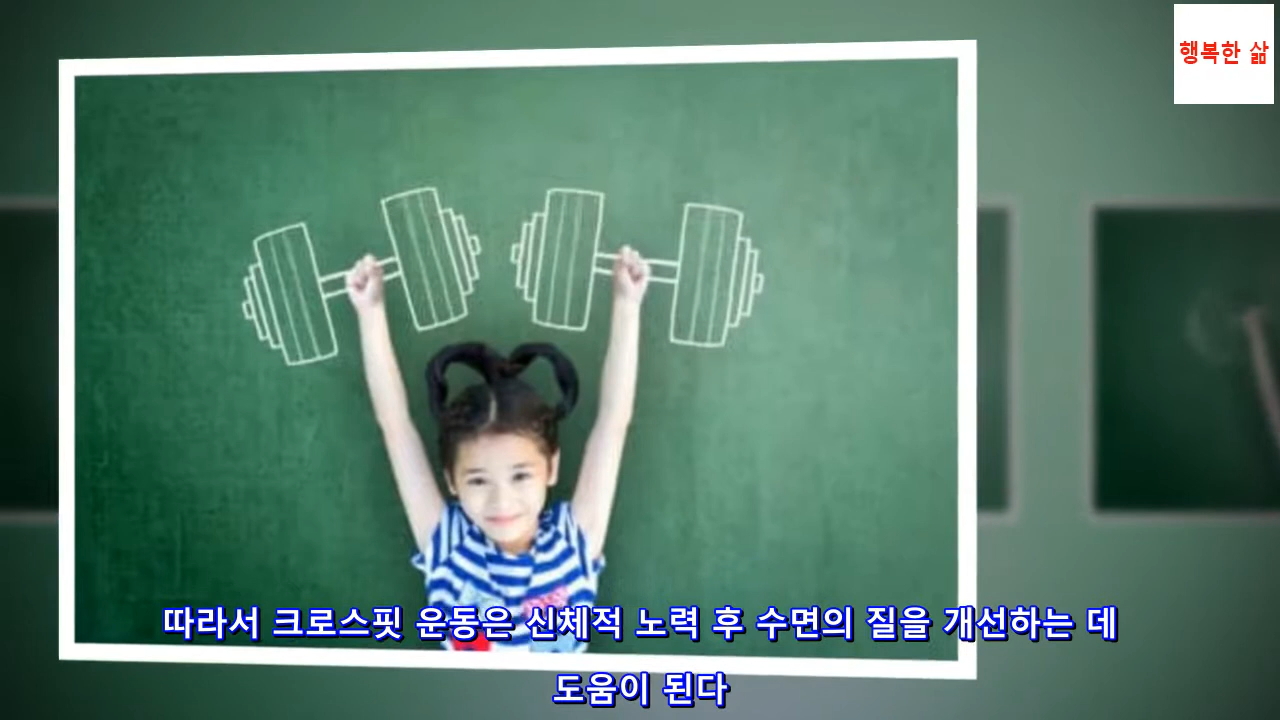 행복한 삶
따라서 크로스핏 운동은 신체적 노력 후 수면의 질을 개선하는 데
도움이 된다